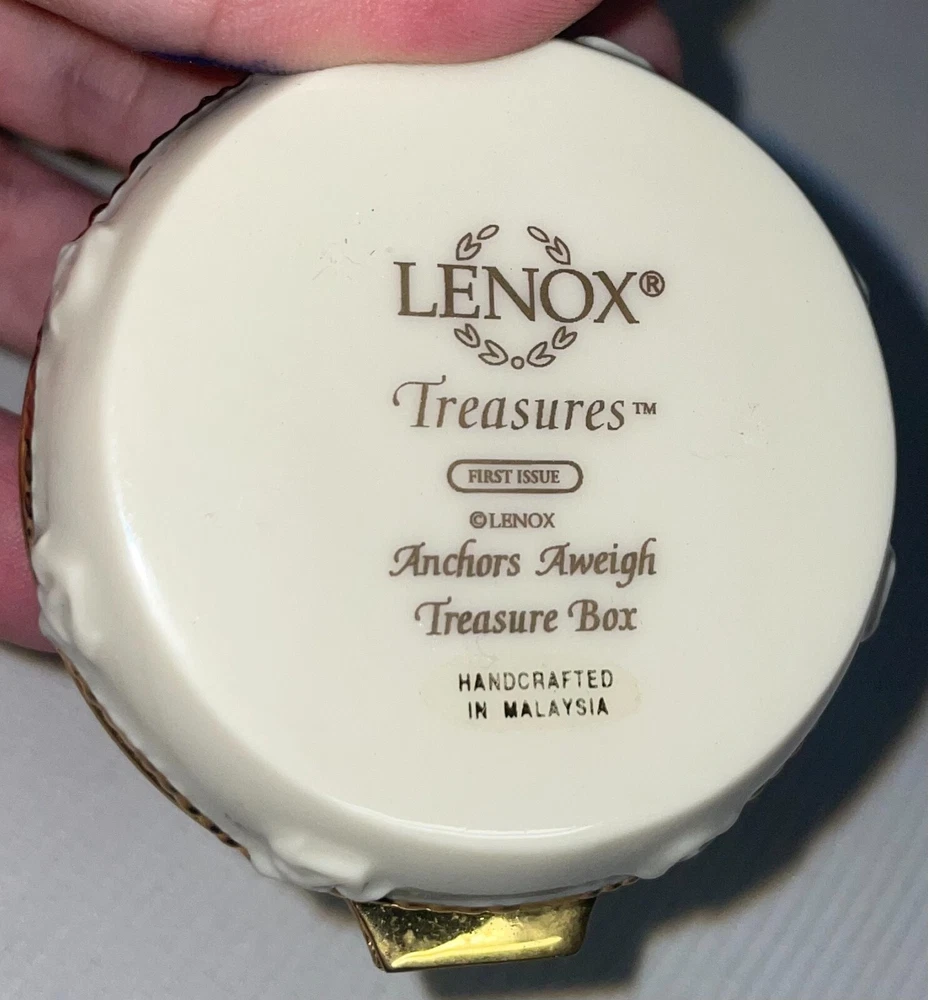 LENOX®
Treasures™
FIRST ISSUE
©LENOX
Anchors Aweigh
Treasure Box
HANDCRAFTED
IN MALAYSIA